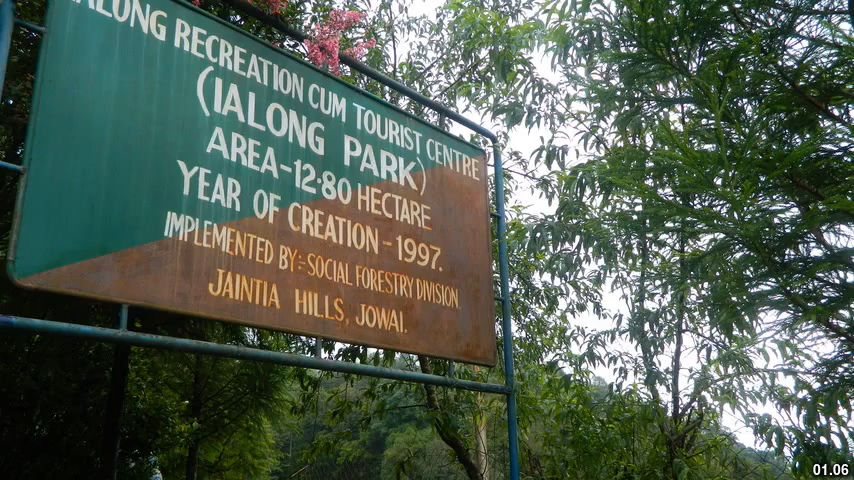 IALONG RECREATION CUM TOURIST CENTRE
(IALONG PARK)
AREA-12·80 HECTARE
YEAR OF CREATION - 1997.
IMPLEMENTED BY:- SOCIAL FORESTRY DIVISION
JAINTIA HILLS, JOWAI.
01.06